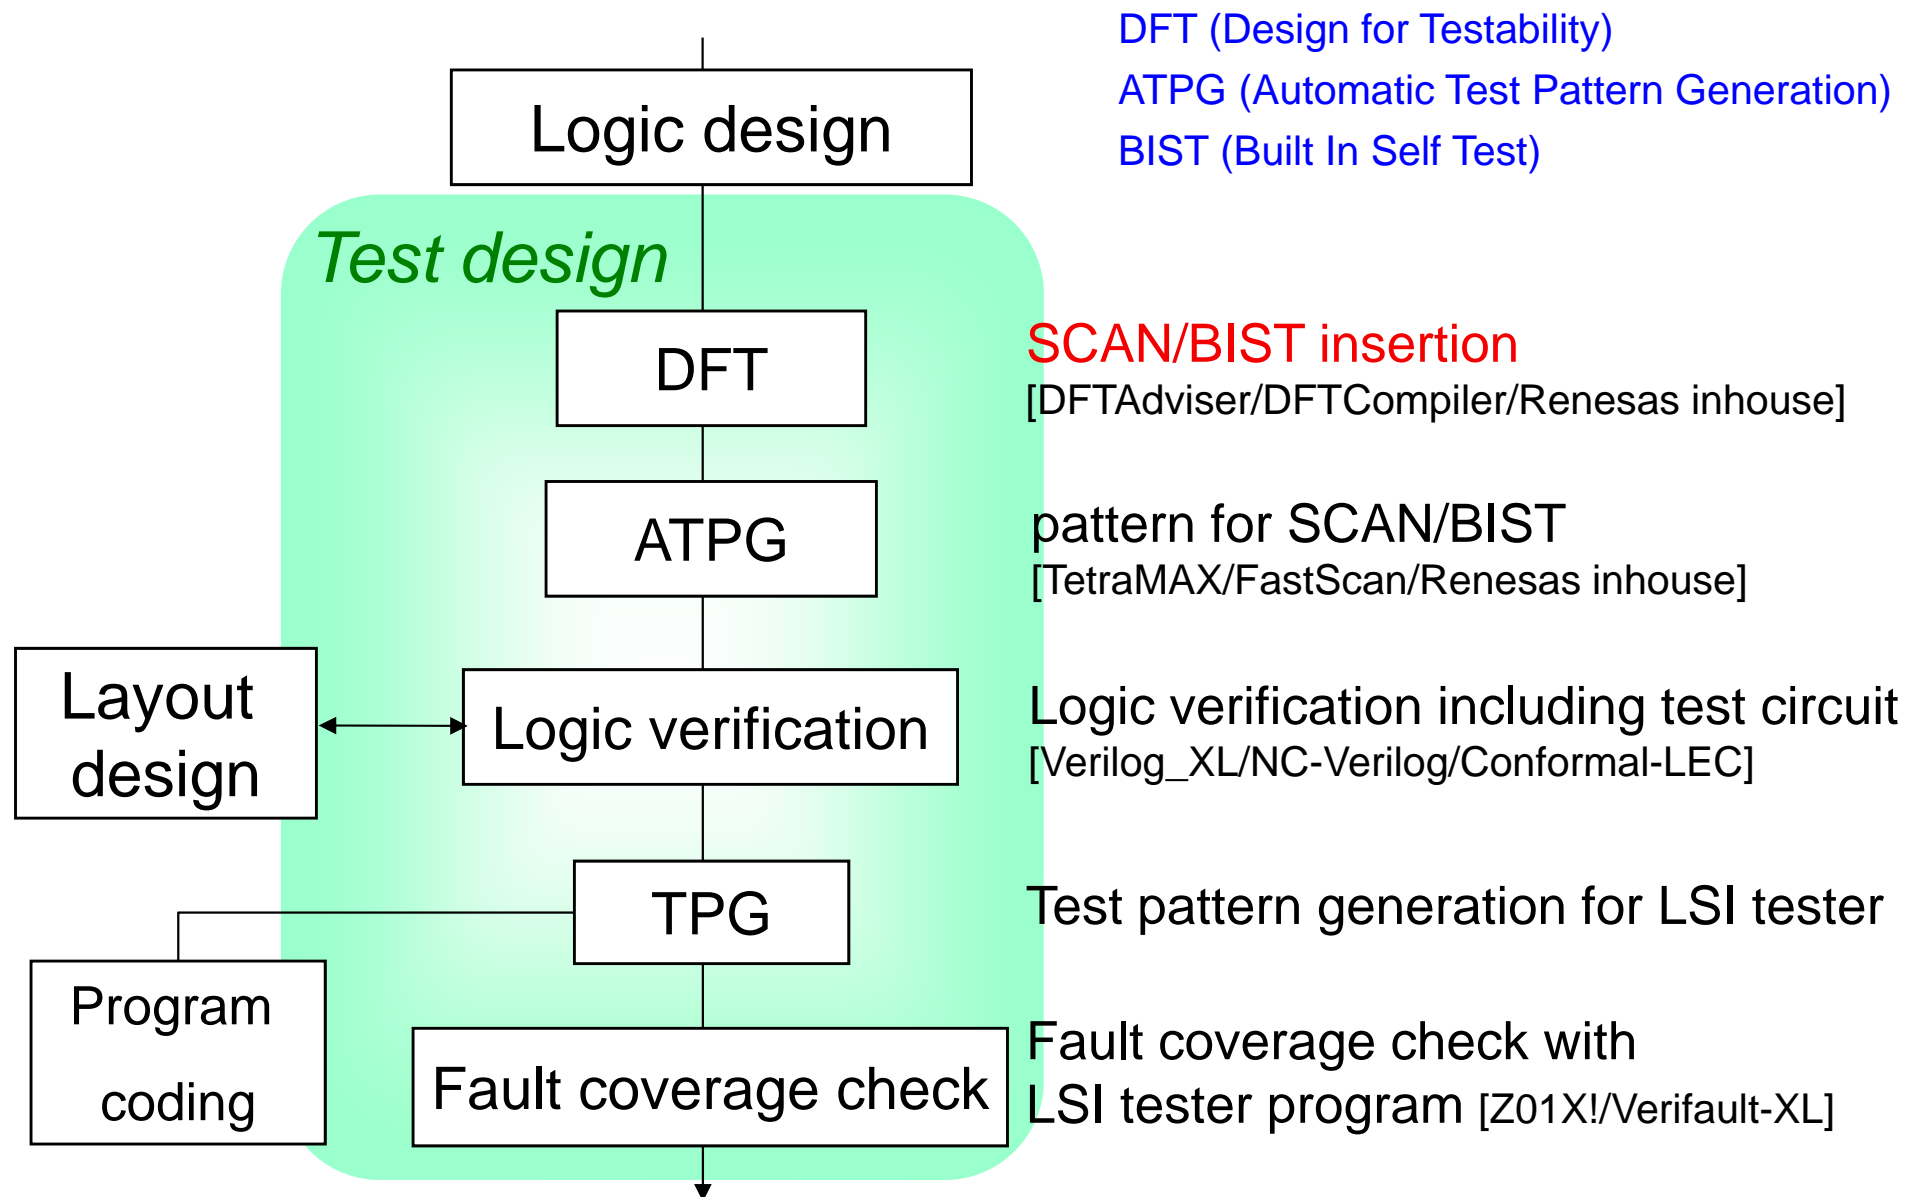 DFT (Design for Testability)
ATPG (Automatic Test Pattern Generation)
BIST (Built In Self Test)
Logic design
Test design
DFT
SCAN/BIST insertion
[DFTAdviser/DFTCompiler/Renesas inhouse]
ATPG
pattern for SCAN/BIST
[TetraMAX/FastScan/Renesas inhouse]
Layout
design
Logic verification
Logic verification including test circuit
[Verilog_XL/NC-Verilog/Conformal-LEC]
TPG
Test pattern generation for LSI tester
Program
coding
Fault coverage check
Fault coverage check with
LSI tester program [Z01X!/Verifault-XL]